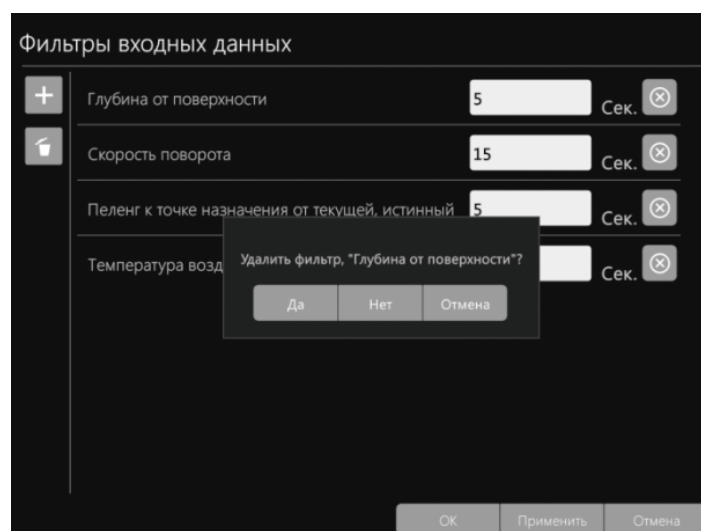 Фильтры входных данных
Глубина от поверхности 5 Сек.
Скорость поворота 15 Сек.
Пеленг к точке назначения от текущей, истинный 5 Сек.
Температура возд Сек.
Удалить фильтр, "Глубина от поверхности"?
Да Нет Отмена
ОК Применить Отмена